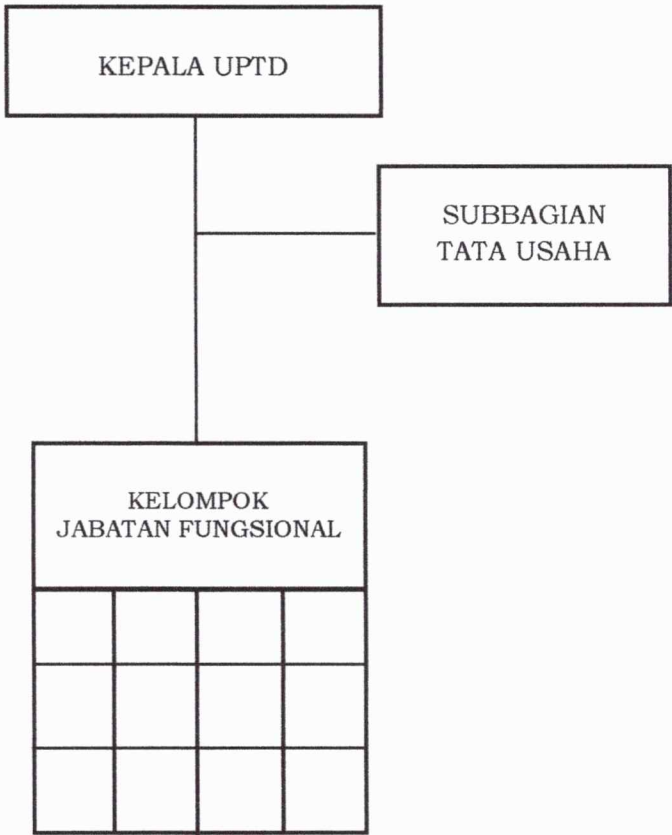 KEPALA UPTD
SUBBAGIAN
TATA USAHA
KELOMPOK
JABATAN FUNGSIONAL